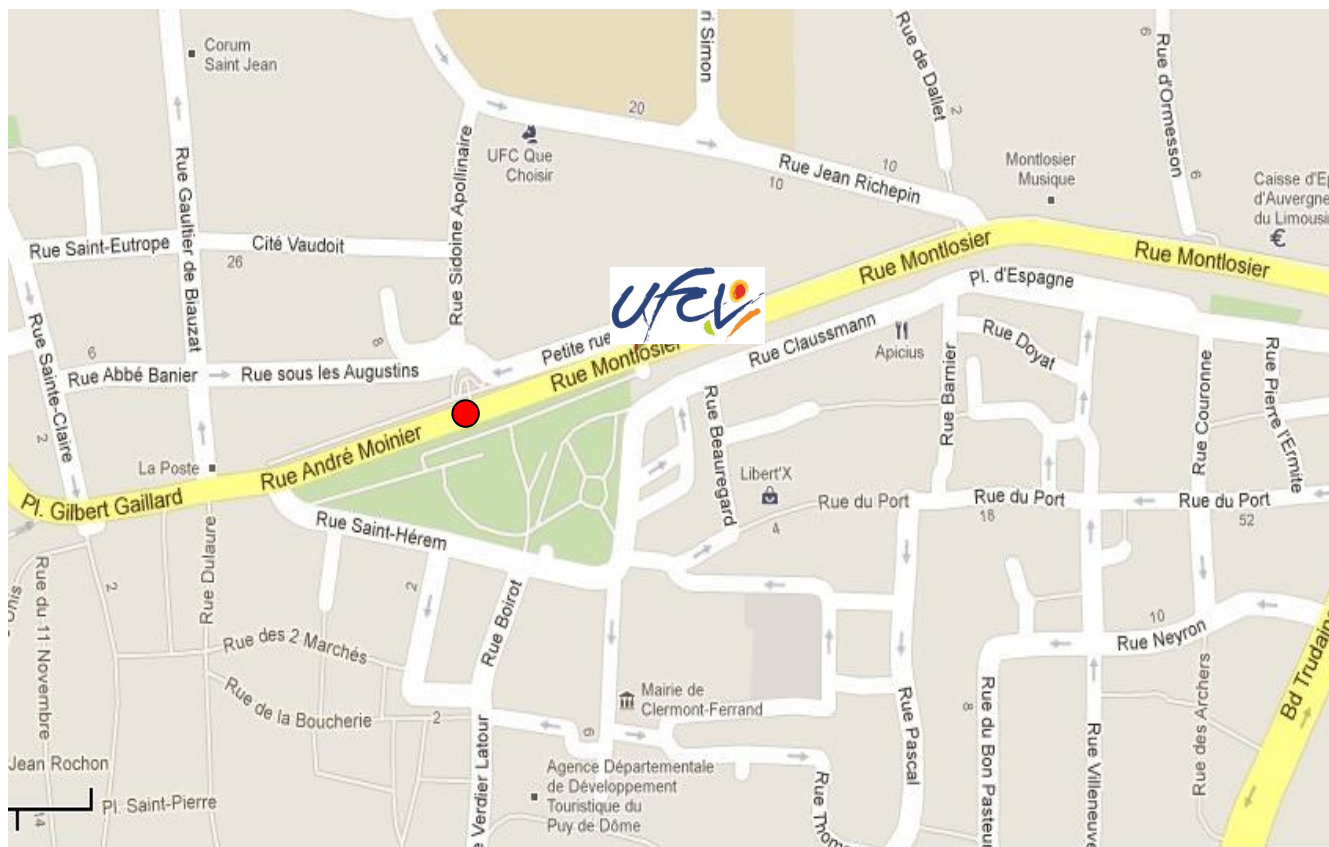 Corum
Saint Jean
ri Simon
Rue de Dallet
2
6
Rue d'Ormesson
6
20
UFC Que
Choisir
Rue Jean Richepin
10
10
Montlosier
Musique
Caisse d'Ep
d'Auvergne
du Limousin
€
Rue Gaultier de Biauzat
Rue Sidoine Apollinaire
Rue Saint-Eutrope
Cité Vaudoit
26
Rue Montlosier
Rue Montlosier
Pl. d'Espagne
ufcv
Petite rue
Rue Montlosier
Rue Claussmann
Apicius
Rue Barnier
Rue Doyat
Rue Couronne
Rue Pierre l'Ermite
Rue Sainte-Claire
2
6
8
Rue Abbé Banier
Rue sous les Augustins
Rue Beauregard
La Poste
Rue André Moinier
Pl. Gilbert Gaillard
Libert'X
4
Rue du Port
Rue du Port
18
Rue du Port
52
Rue Saint-Hérem
Rue du 11 Novembre
2
Rue Boirot
2
Rue des 2 Marchés
Rue de la Boucherie
2
10
Rue Neyron
Rue des Archers
Bd Trudaine
Mairie de
Clermont-Ferrand
6
Rue Pascal
8
Rue du Bon Pasteur
Rue Villeneuve
Jean Rochon
Pl. Saint-Pierre
14
e Verdier Latour
Agence Départementale
de Développement
Touristique du
Puy de Dôme
Rue Thom